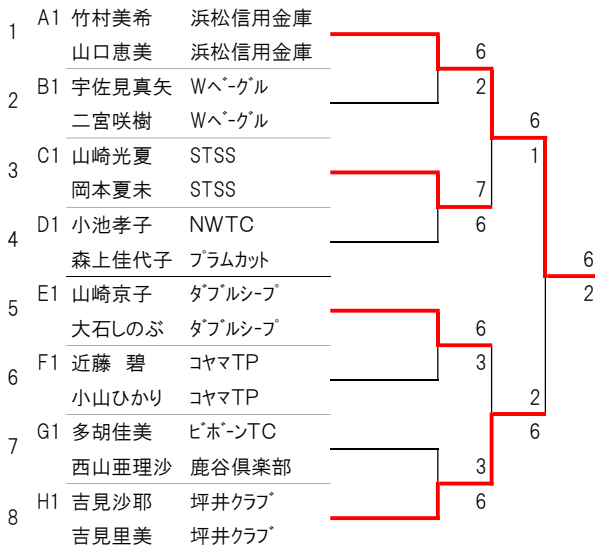 1 A1 竹村美希 浜松信用金庫
山口恵美 浜松信用金庫 6
2 B1 宇佐見真矢 Wベーグル 2
二宮咲樹 Wベーグル 6
3 C1 山崎光夏 STSS 1
岡本夏未 STSS 7
4 D1 小池孝子 NWTC 6
森上佳代子 プラムカット 6
5 E1 山崎京子 ダブルシープ 2
大石しのぶ ダブルシープ 6
6 F1 近藤 碧 コヤマTP 3
小山ひかり コヤマTP 2
7 G1 多胡佳美 ビボーンTC 6
西山亜理沙 鹿谷倶楽部 3
8 H1 吉見沙耶 坪井クラブ 6
吉見里美 坪井クラブ